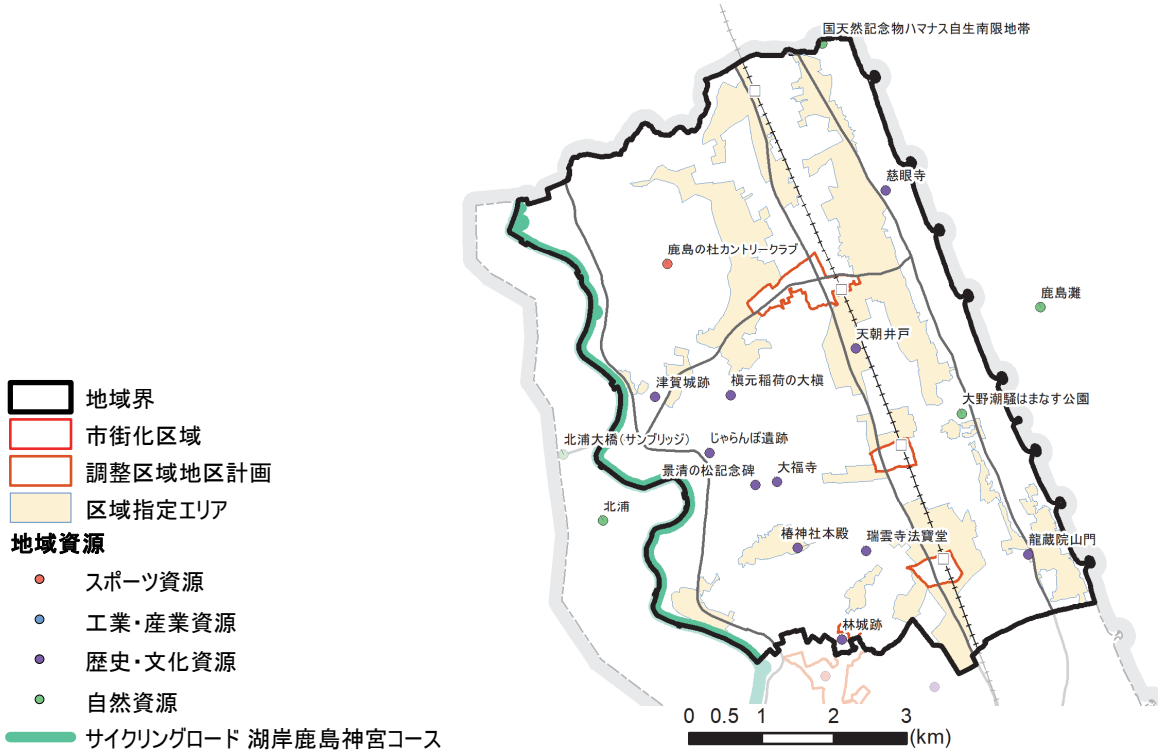 国天然記念物ハマナス自生南限地帯
慈眼寺
鹿島の杜カントリークラブ
鹿島灘
天朝井戸
津賀城跡
槇元稲荷の大槇
大野潮騒はまなす公園
北浦大橋(サンブリッジ)
じゃらんぼ遺跡
景清の松記念碑
大福寺
北浦
椿神社本殿
瑞雲寺法寶堂
龍蔵院山門
林城跡
地域界
市街化区域
調整区域地区計画
区域指定エリア
地域資源
スポーツ資源
工業・産業資源
歴史・文化資源
自然資源
サイクリングロード 湖岸鹿島神宮コース
0 0.5 1 2 3
(km)